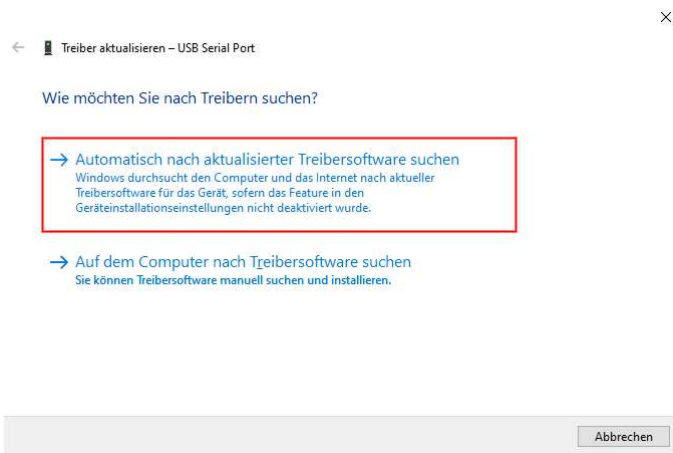 Treiber aktualisieren – USB Serial Port
Wie möchten Sie nach Treibern suchen?
Automatisch nach aktualisierter Treibersoftware suchen
Windows durchsucht den Computer und das Internet nach aktueller
Treibersoftware für das Gerät, sofern das Feature in den
Geräteinstallationseinstellungen nicht deaktiviert wurde.
Auf dem Computer nach Treibersoftware suchen
Sie können Treibersoftware manuell suchen und installieren.
Abbrechen